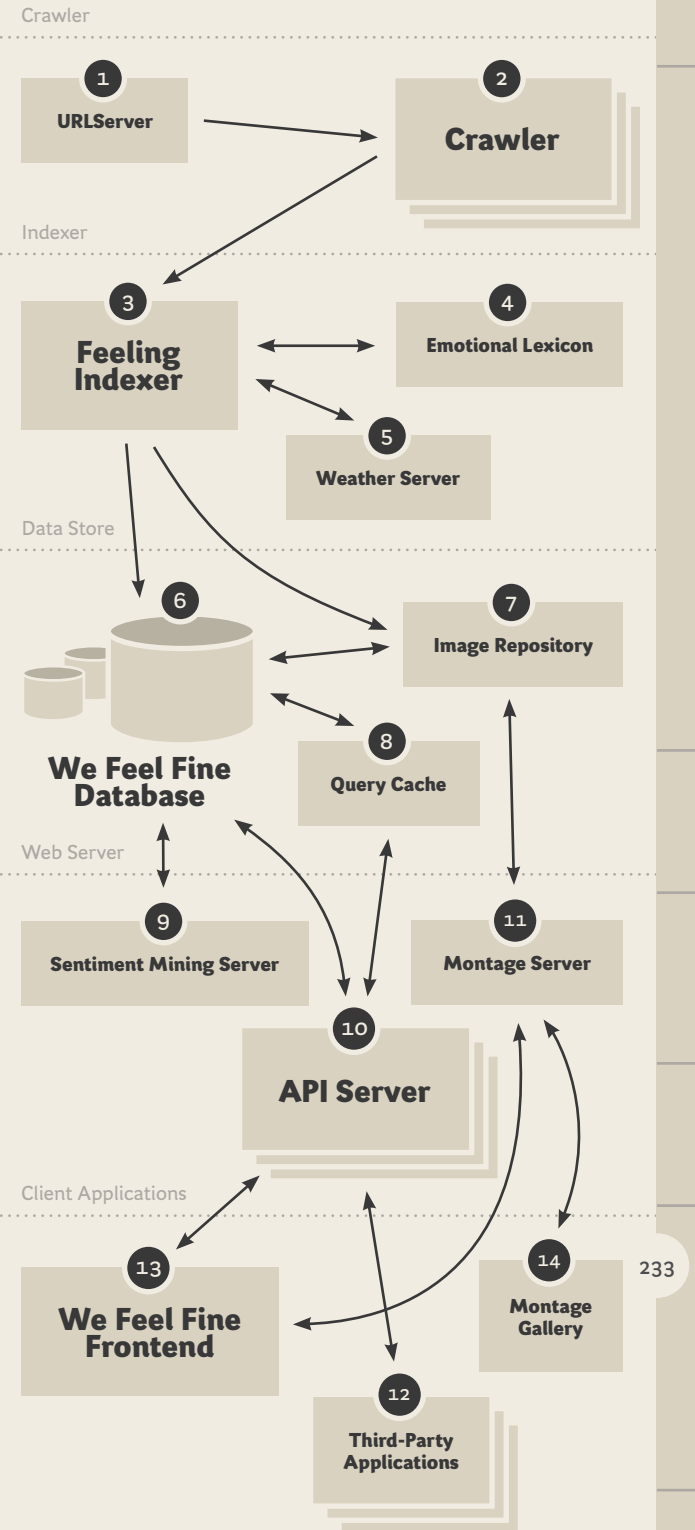 Crawler
1
URLServer
2
Crawler
Indexer
3
Feeling
Indexer
4
Emotional Lexicon
5
Weather Server
Data Store
6
We Feel Fine
Database
7
Image Repository
8
Query Cache
Web Server
9
Sentiment Mining Server
10
API Server
11
Montage Server
Client Applications
13
We Feel Fine
Frontend
14
Montage
Gallery
233
12
Third-Party
Applications